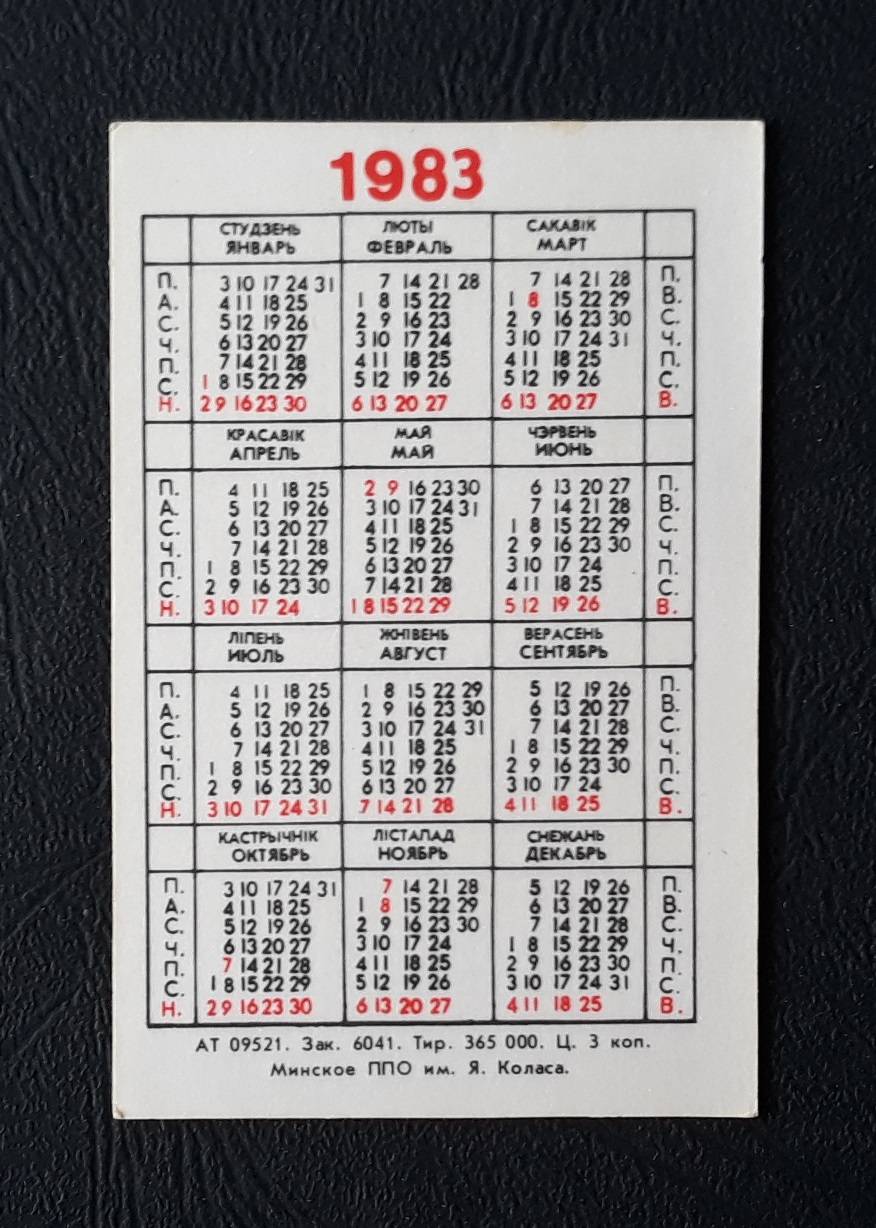 1983
СТУДЗЕНЬ ЛЮТЫ САКАВІК
ЯНВАРЬ ФЕВРАЛЬ МАРТ
П. 3 10 17 24 31 7 14 21 28 7 14 21 28 П.
А. 4 11 18 25 1 8 15 22 1 8 15 22 29 В.
С. 5 12 19 26 2 9 16 23 2 9 16 23 30 С.
Ч. 6 13 20 27 3 10 17 24 3 10 17 24 31 Ч.
П. 7 14 21 28 4 11 18 25 4 11 18 25 П.
С. 1 8 15 22 29 5 12 19 26 5 12 19 26 С.
Н. 2 9 16 23 30 6 13 20 27 6 13 20 27 В.
КРАСАВІК МАЙ ЧЭРВЕНЬ
АПРЕЛЬ МАЙ ИЮНЬ
П. 4 11 18 25 2 9 16 23 30 6 13 20 27 П.
А. 5 12 19 26 3 10 17 24 31 7 14 21 28 В.
С. 6 13 20 27 4 11 18 25 1 8 15 22 29 С.
Ч. 7 14 21 28 5 12 19 26 2 9 16 23 30 Ч.
П. 1 8 15 22 29 6 13 20 27 3 10 17 24 П.
С. 2 9 16 23 30 7 14 21 28 4 11 18 25 С.
Н. 3 10 17 24 1 8 15 22 29 5 12 19 26 В.
ЛІПЕНЬ ЖНІВЕНЬ ВЕРАСЕНЬ
ИЮЛЬ АВГУСТ СЕНТЯБРЬ
П. 4 11 18 25 1 8 15 22 29 5 12 19 26 П.
А. 5 12 19 26 2 9 16 23 30 6 13 20 27 В.
С. 6 13 20 27 3 10 17 24 31 7 14 21 28 С.
Ч. 7 14 21 28 4 11 18 25 1 8 15 22 29 Ч.
П. 1 8 15 22 29 5 12 19 26 2 9 16 23 30 П.
С. 2 9 16 23 30 6 13 20 27 3 10 17 24 С.
Н. 3 10 17 24 31 7 14 21 28 4 11 18 25 В.
КАСТРЫЧНІК ЛІСТАПАД СНЕЖАНЬ
ОКТЯБРЬ НОЯБРЬ ДЕКАБРЬ
П. 3 10 17 24 31 7 14 21 28 5 12 19 26 П.
А. 4 11 18 25 1 8 15 22 29 6 13 20 27 В.
С. 5 12 19 26 2 9 16 23 30 7 14 21 28 С.
Ч. 6 13 20 27 3 10 17 24 1 8 15 22 29 Ч.
П. 7 14 21 28 4 11 18 25 2 9 16 23 30 П.
С. 1 8 15 22 29 5 12 19 26 3 10 17 24 31 С.
Н. 2 9 16 23 30 6 13 20 27 4 11 18 25 В.
АТ 09521. Зак. 6041. Тир. 365 000. Ц. 3 коп.
Минское ППО им. Я. Коласа.